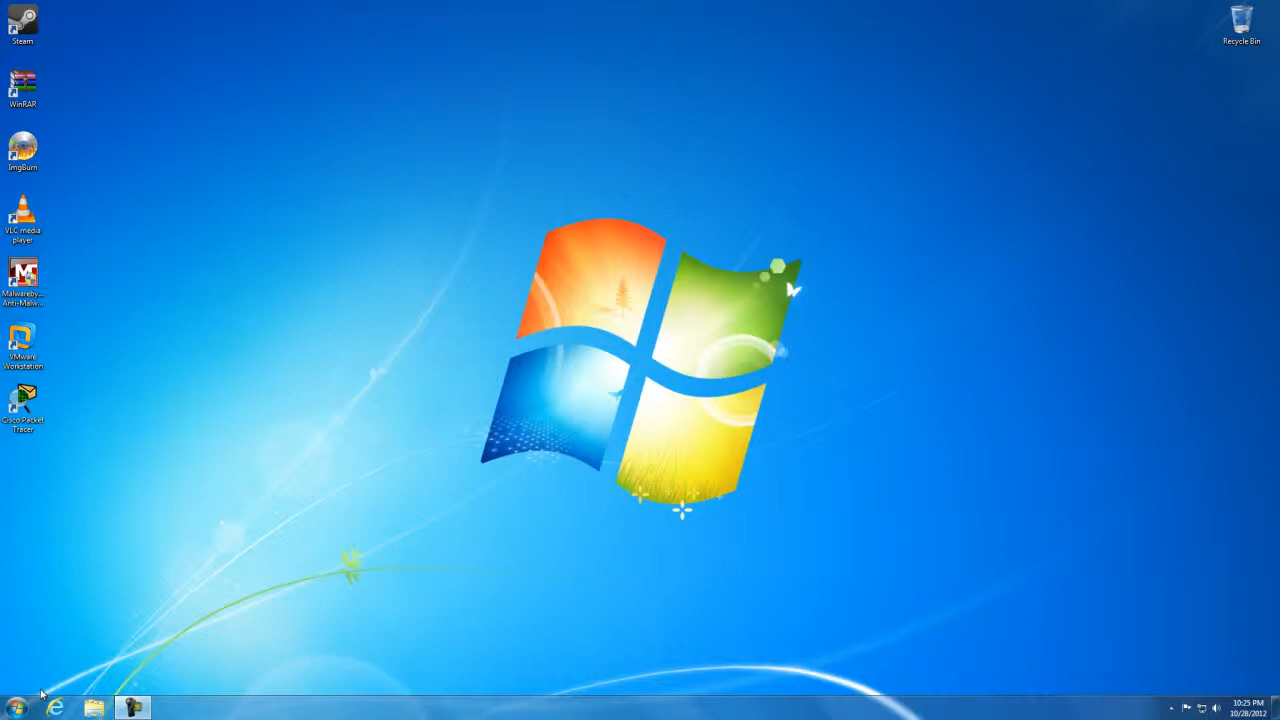 Steam
WinRAR
ImgBurn
VLC media
player
Malwareby...
Anti-Malw...
VMware
Workstation
Cisco Packet
Tracer
Recycle Bin
10:25 PM
10/28/2012